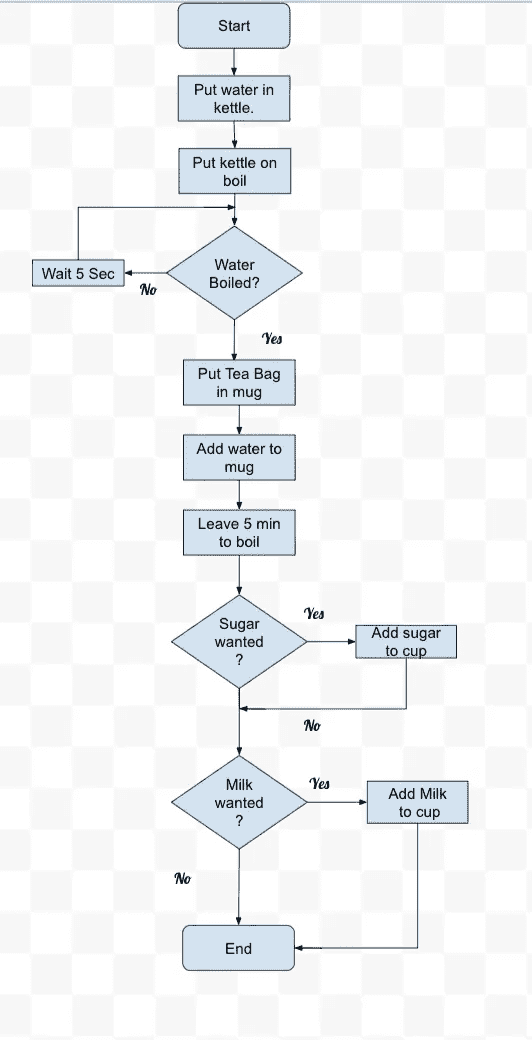 Start
Put water in
kettle.
Put kettle on
boil
Water
Boiled?
Wait 5 Sec
No
Yes
Put Tea Bag
in mug
Add water to
mug
Leave 5 min
to boil
Sugar
wanted
?
Yes
Add sugar
to cup
No
Milk
wanted
?
Yes
Add Milk
to cup
No
End